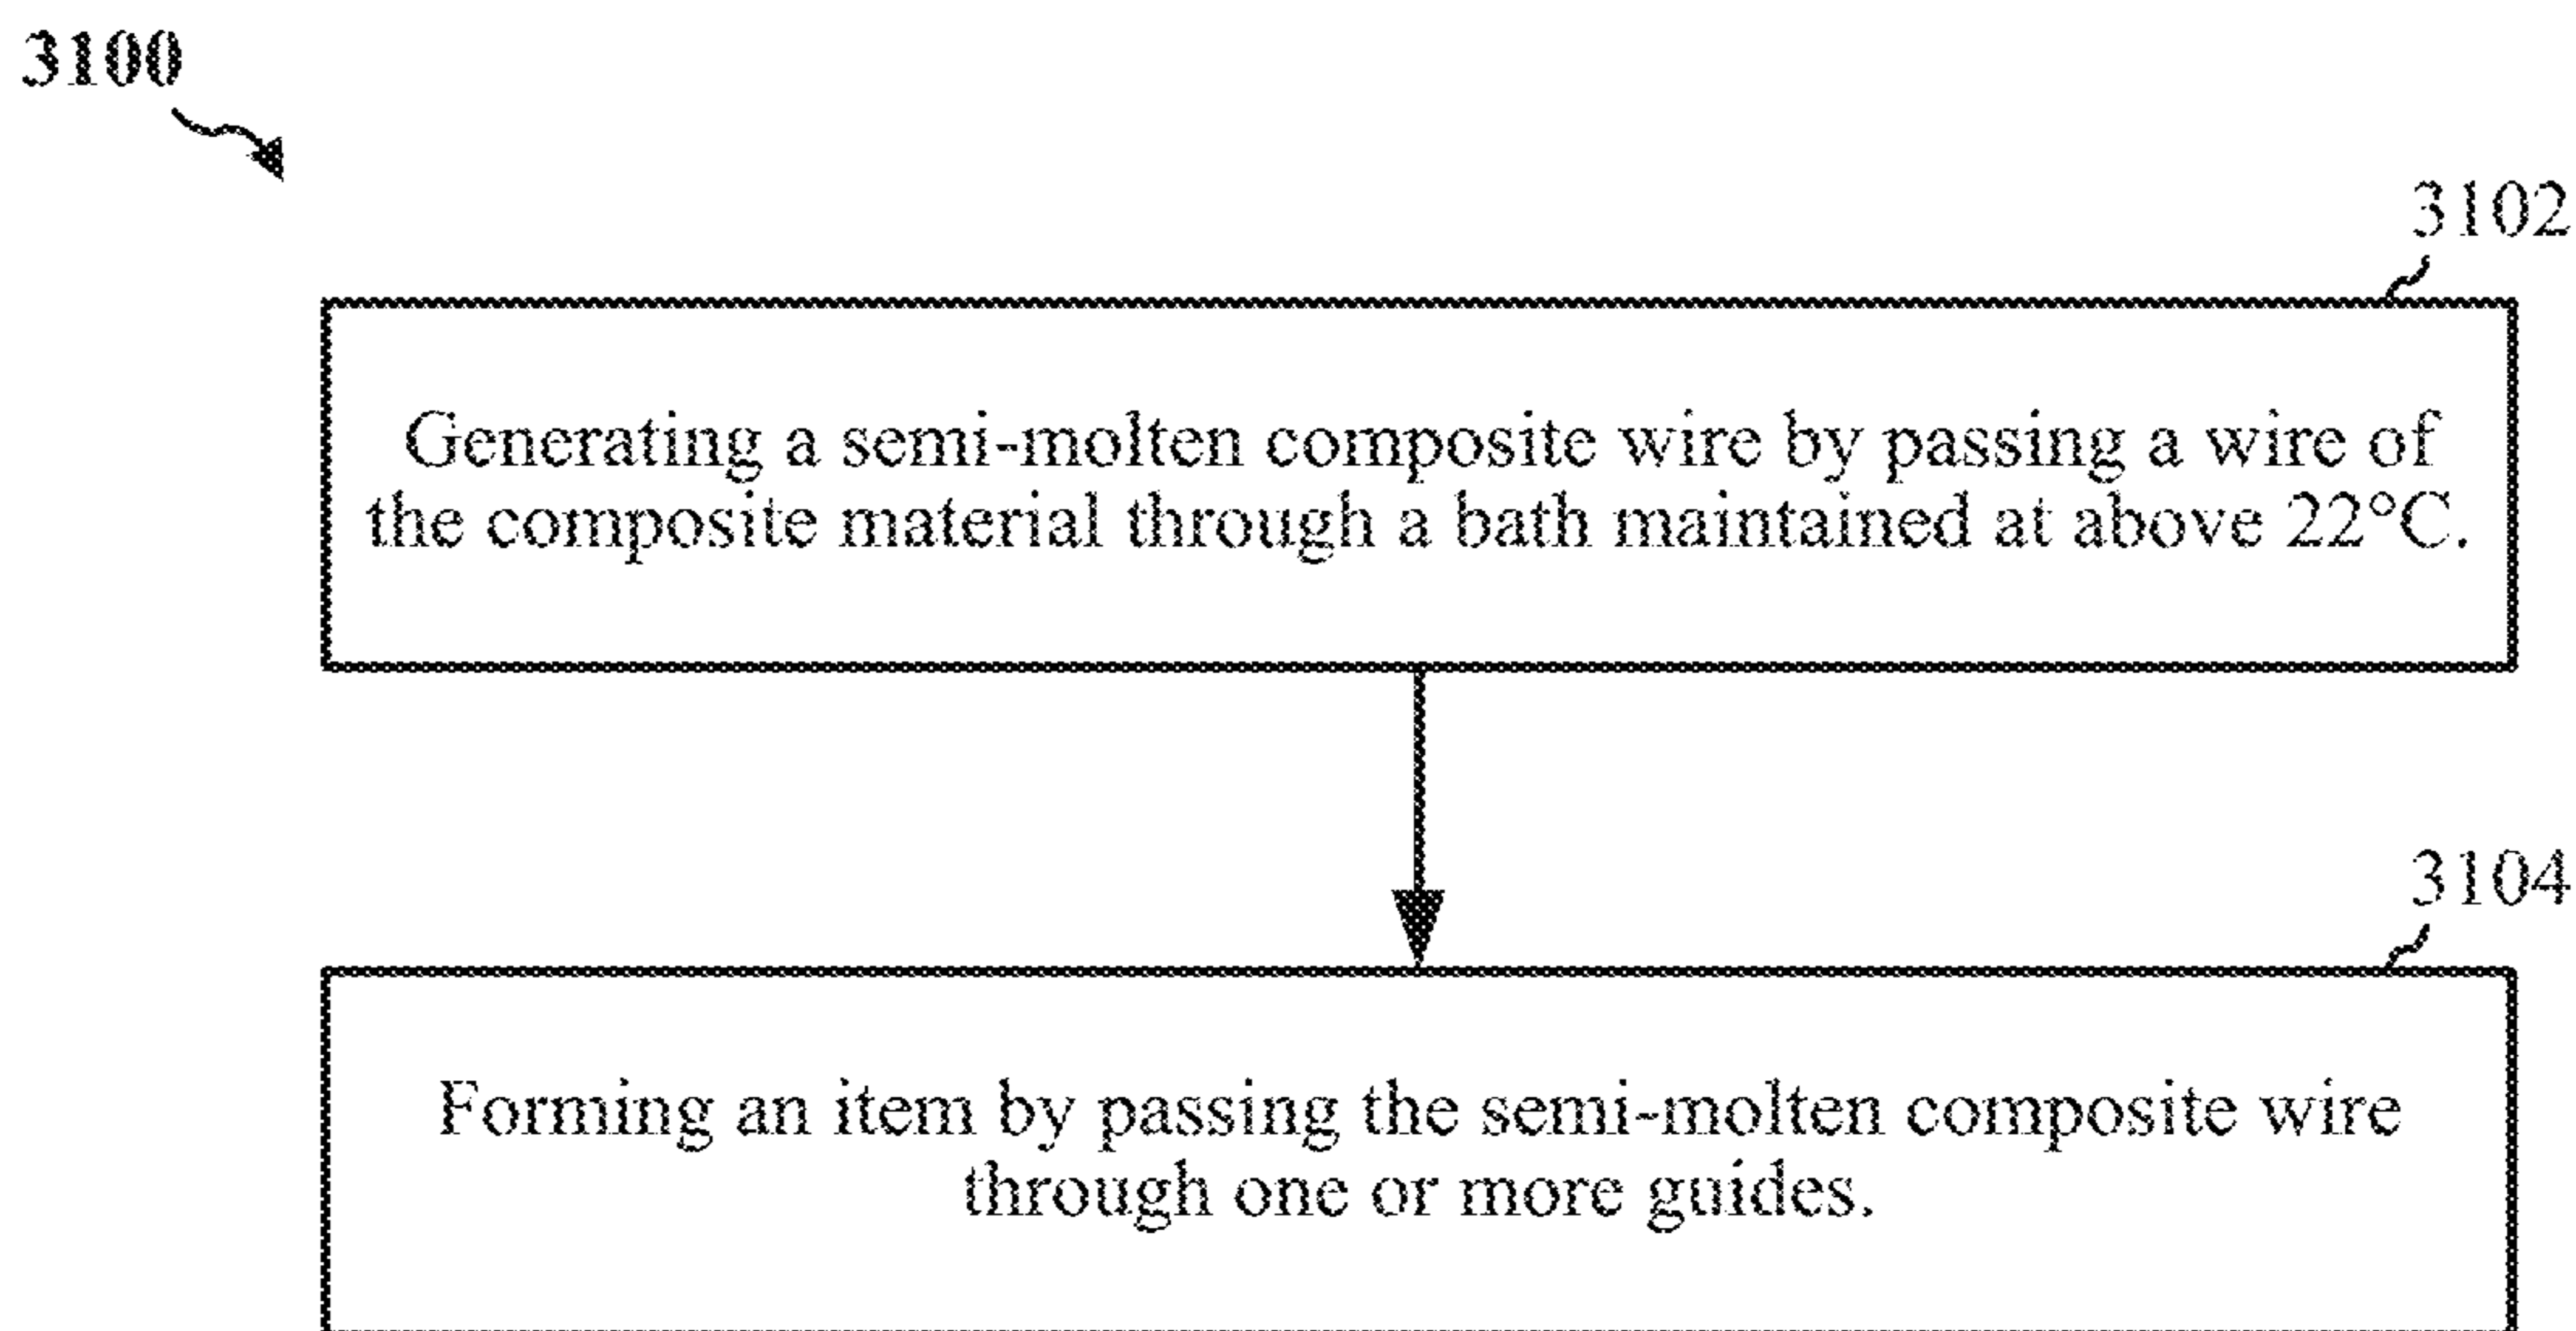 3100
3102
Generating a semi-molten composite wire by passing a wire of
the composite material through a bath maintained at above 22°C.
3104
Forming an item by passing the semi-molten composite wire
through one or more guides.